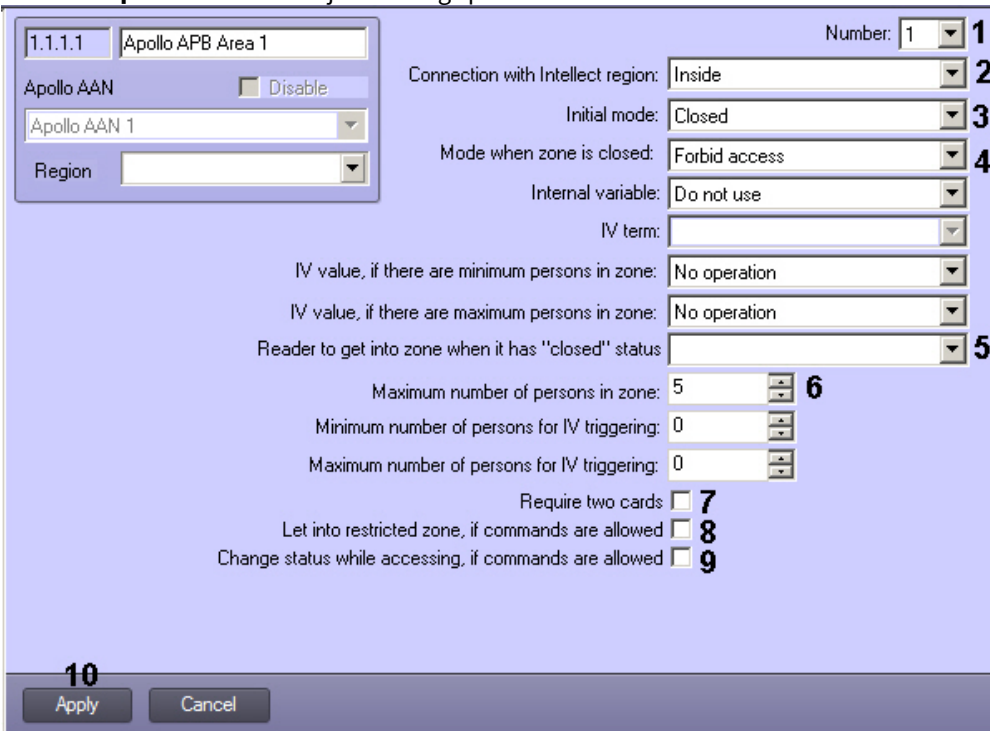 Number: 1 1
1.1.1.1 Apollo APB Area 1
Connection with Intellect region: Inside 2
Apollo AAN Disable
Initial mode: Closed 3
Apollo AAN 1
Mode when zone is closed: Forbid access 4
Region
Internal variable: Do not use
IV term:
IV value, if there are minimum persons in zone: No operation
IV value, if there are maximum persons in zone: No operation
Reader to get into zone when it has "closed" status 5
Maximum number of persons in zone: 5 6
Minimum number of persons for IV triggering: 0
Maximum number of persons for IV triggering: 0
Require two cards 7
Let into restricted zone, if commands are allowed 8
Change status while accessing, if commands are allowed 9
10
Apply Cancel